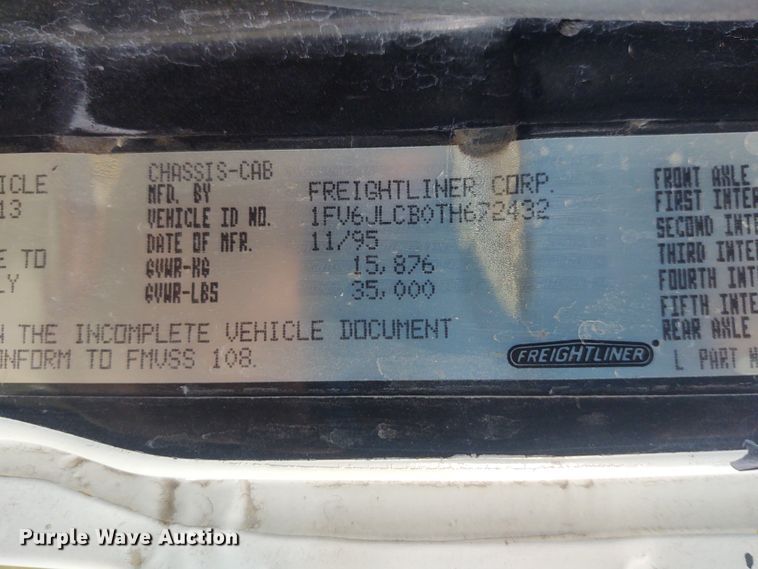 ICLE CHASSIS-CAB FRONT AXLE
13 MFD. BY FREIGHTLINER CORP. FIRST INTER
VEHICLE ID NO. 1FV6JLCB0TH672432 SECOND INTE
E TO DATE OF MFR. 11/95 THIRD INTE
LY GVWR-KG 15,876 FOURTH INT
GVWR-LBS 35,000 FIFTH INTE
N THE INCOMPLETE VEHICLE DOCUMENT REAR AXLE
ONFORM TO FMVSS 108. FREIGHTLINER L PART N
Purple Wave Auction